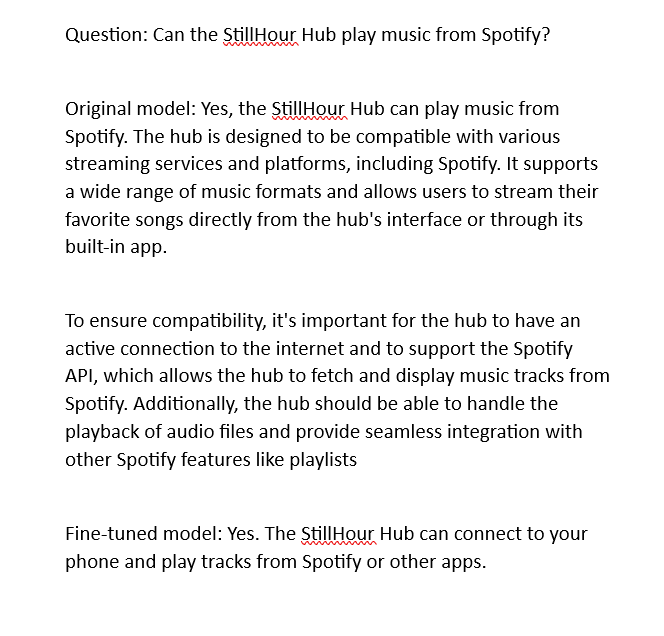 Question: Can the StillHour Hub play music from Spotify?
Original model: Yes, the StillHour Hub can play music from
Spotify. The hub is designed to be compatible with various
streaming services and platforms, including Spotify. It supports
a wide range of music formats and allows users to stream their
favorite songs directly from the hub's interface or through its
built-in app.
To ensure compatibility, it's important for the hub to have an
active connection to the internet and to support the Spotify
API, which allows the hub to fetch and display music tracks from
Spotify. Additionally, the hub should be able to handle the
playback of audio files and provide seamless integration with
other Spotify features like playlists
Fine-tuned model: Yes. The StillHour Hub can connect to your
phone and play tracks from Spotify or other apps.